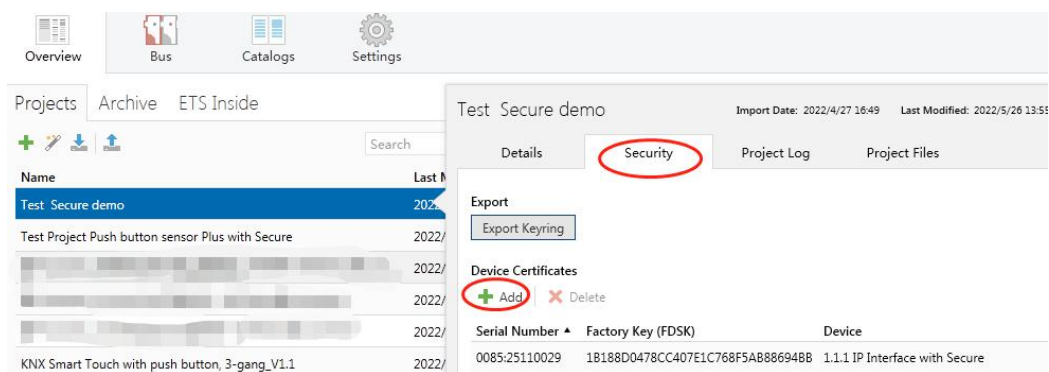 Overview Bus Catalogs Settings
Projects Archive ETS Inside
Search
Name Last M
Test Secure demo 202
Test Project Push button sensor Plus with Secure 2022/
2022/
2022/
2022/
KNX Smart Touch with push button, 3-gang_V1.1 2022/
Test Secure demo Import Date: 2022/4/27 16:49 Last Modified: 2022/5/26 13:55
Details Security Project Log Project Files
Export
Export Keyring
Device Certificates
Add Delete
Serial Number Factory Key (FDSK) Device
0085:25110029 1B188D0478CC407E1C768F5AB88694BB 1.1.1 IP Interface with Secure